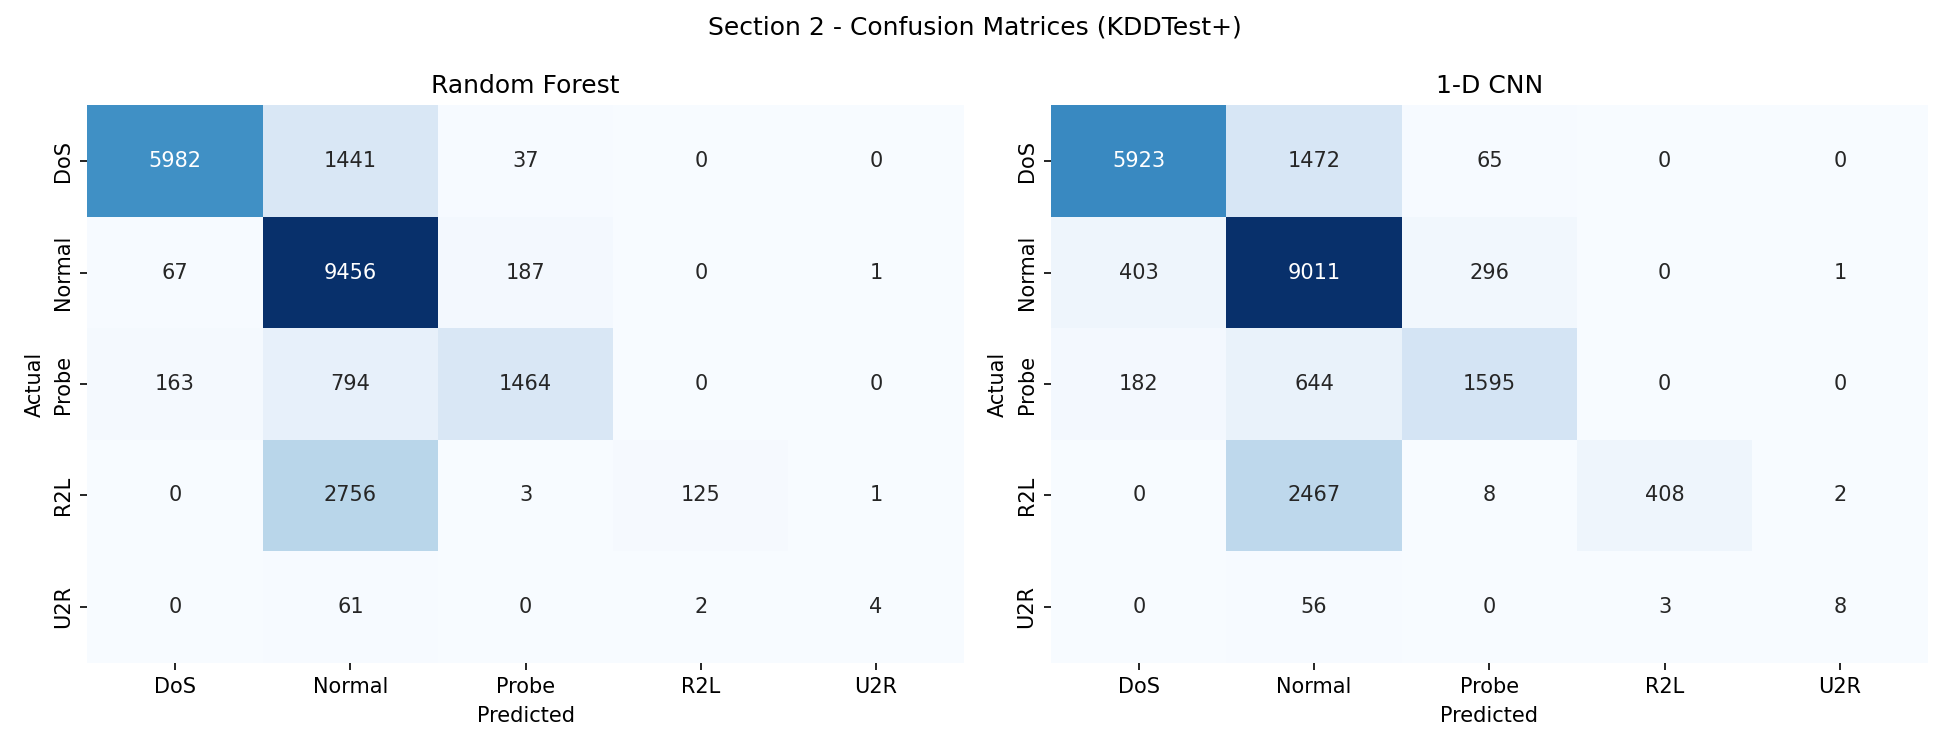 Section 2 - Confusion Matrices (KDDTest+)
Random Forest
Actual
DoS 5982 1441 37 0 0
Normal 67 9456 187 0 1
Probe 163 794 1464 0 0
R2L 0 2756 3 125 1
U2R 0 61 0 2 4
DoS Normal Probe R2L U2R
Predicted
1-D CNN
Actual
DoS 5923 1472 65 0 0
Normal 403 9011 296 0 1
Probe 182 644 1595 0 0
R2L 0 2467 8 408 2
U2R 0 56 0 3 8
DoS Normal Probe R2L U2R
Predicted